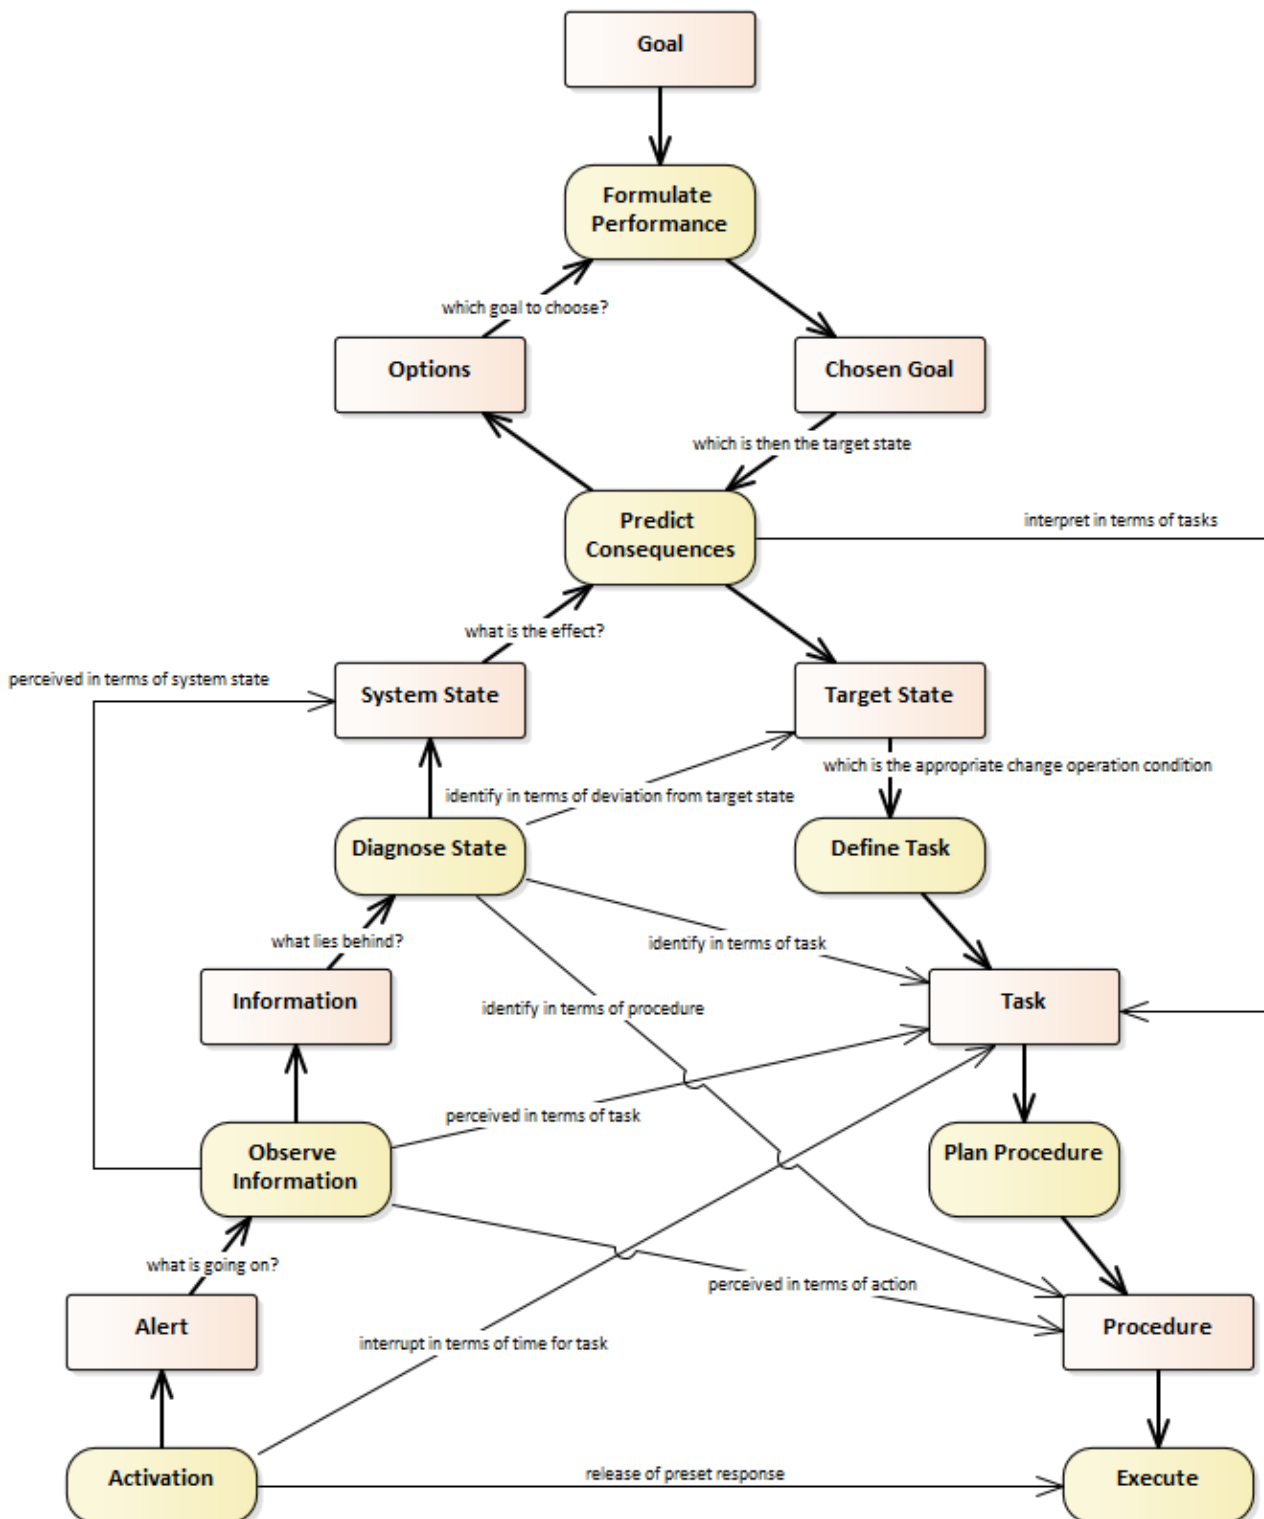 Goal
Formulate
Performance
which goal to choose?
Options
Chosen Goal
which is then the target state
Predict
Consequences
interpret in terms of tasks
what is the effect?
perceived in terms of system state
System State
Target State
which is the appropriate change operation condition
identify in terms of deviation from target state
Diagnose State
Define Task
what lies behind?
identify in terms of task
Information
identify in terms of procedure
Task
perceived in terms of task
Observe
Information
Plan Procedure
what is going on?
perceived in terms of action
Alert
interrupt in terms of time for task
Procedure
Activation
release of preset response
Execute